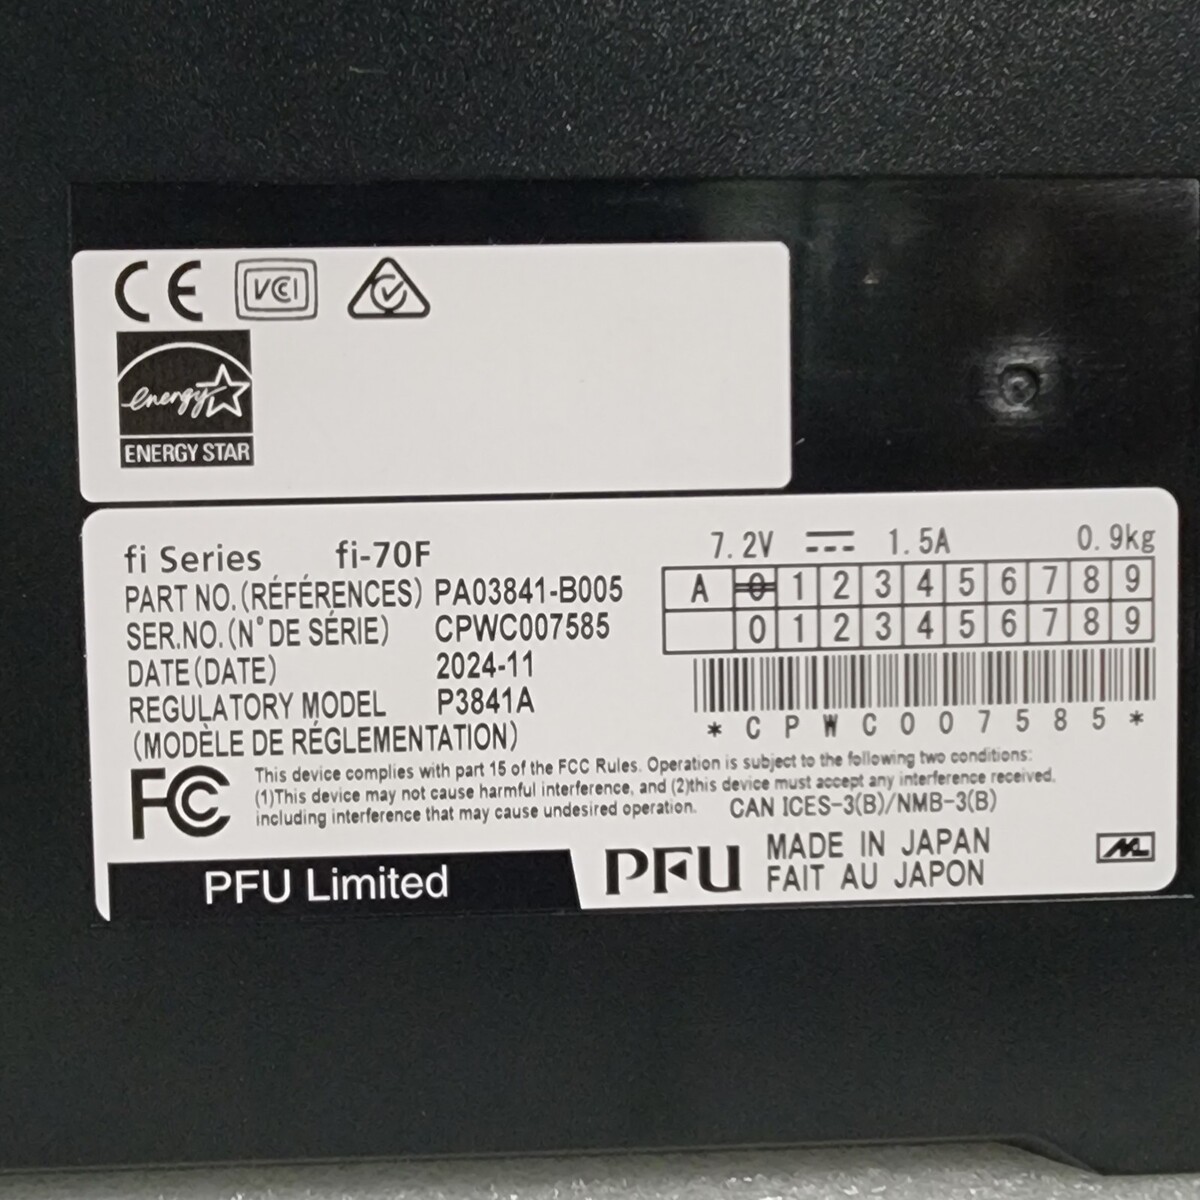 CE VCI
energy
ENERGY STAR
fi Series fi-70F
7.2V 1.5A 0.9kg
PART NO.(RÉFÉRENCES) PA03841-B005
A 0 1 2 3 4 5 6 7 8 9
SER.NO.(N°DE SÉRIE) CPWC007585
0 1 2 3 4 5 6 7 8 9
DATE(DATE) 2024-11
REGULATORY MODEL P3841A
(MODÈLE DE RÉGLEMENTATION)
*CPWC007585*
FC This device complies with part 15 of the FCC Rules. Operation is subject to the following two conditions:
(1)This device may not cause harmful interference, and (2)this device must accept any interference received.
including interference that may cause undesired operation. CAN ICES-3(B)/NMB-3(B)
PFU Limited
PFU
MADE IN JAPAN
FAIT AU JAPON